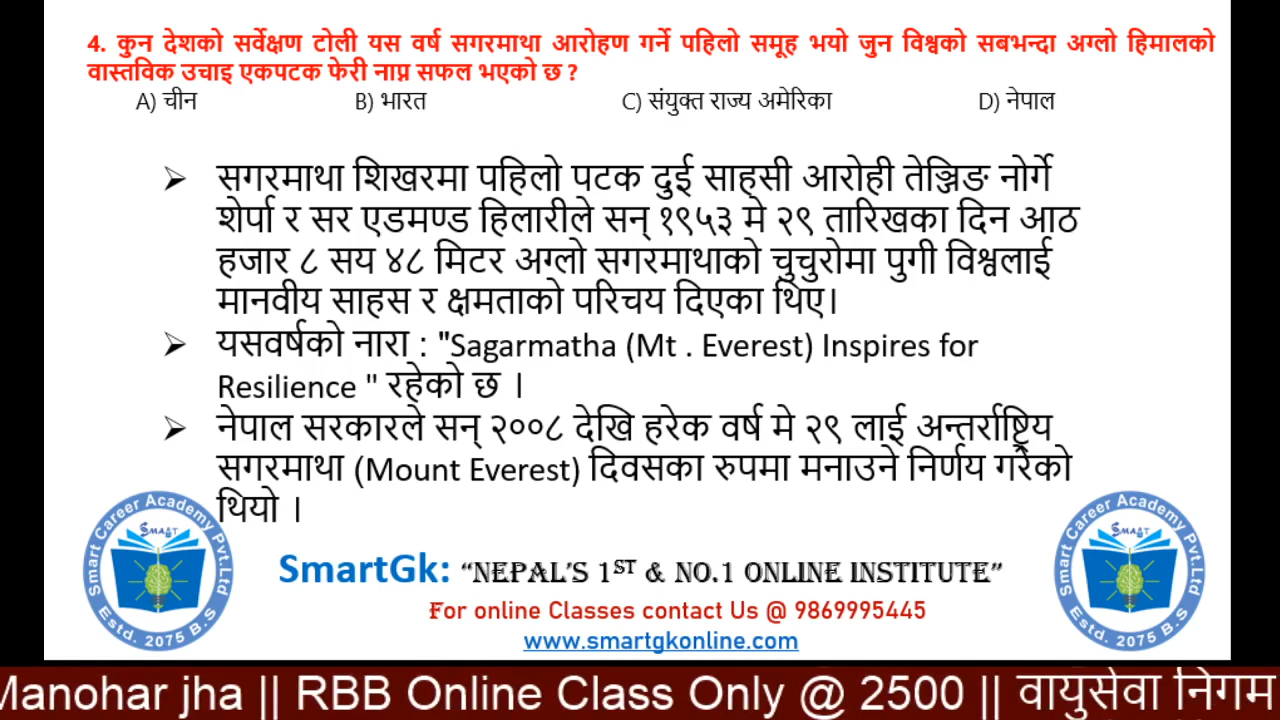 4. कुन देशको सर्वेक्षण टोली यस वर्ष सगरमाथा आरोहण गर्ने पहिलो समूह भयो जुन विश्वको सबभन्दा अग्लो हिमालको
वास्तविक उचाइ एकपटक फेरी नाप्न सफल भएको छ ?
A) चीन B) भारत C) संयुक्त राज्य अमेरिका D) नेपाल
➢ सगरमाथा शिखरमा पहिलो पटक दुई साहसी आरोही तेञ्जिङ नोर्गे
शेर्पा र सर एडमण्ड हिलारीले सन् १९५३ मे २९ तारिखका दिन आठ
हजार ८ सय ४८ मिटर अग्लो सगरमाथाको चुचुरोमा पुगी विश्वलाई
मानवीय साहस र क्षमताको परिचय दिएका थिए।
➢ यसवर्षको नारा : "Sagarmatha (Mt . Everest) Inspires for
Resilience " रहेको छ ।
➢ नेपाल सरकारले सन् २००८ देखि हरेक वर्ष मे २९ लाई अन्तर्राष्ट्रिय
सगरमाथा (Mount Everest) दिवसका रुपमा मनाउने निर्णय गरेको
थियो ।
Smart Career Academy Pvt.Ltd
SMART
Estd. 2075 B.S
Smart Career Academy Pvt.Ltd
SMART
Estd. 2075 B.S
SmartGk: “NEPAL’S 1ST & NO.1 ONLINE INSTITUTE”
For online Classes contact Us @ 9869995445
www.smartgkonline.com
Manohar jha || RBB Online Class Only @ 2500 || वायुसेवा निगम